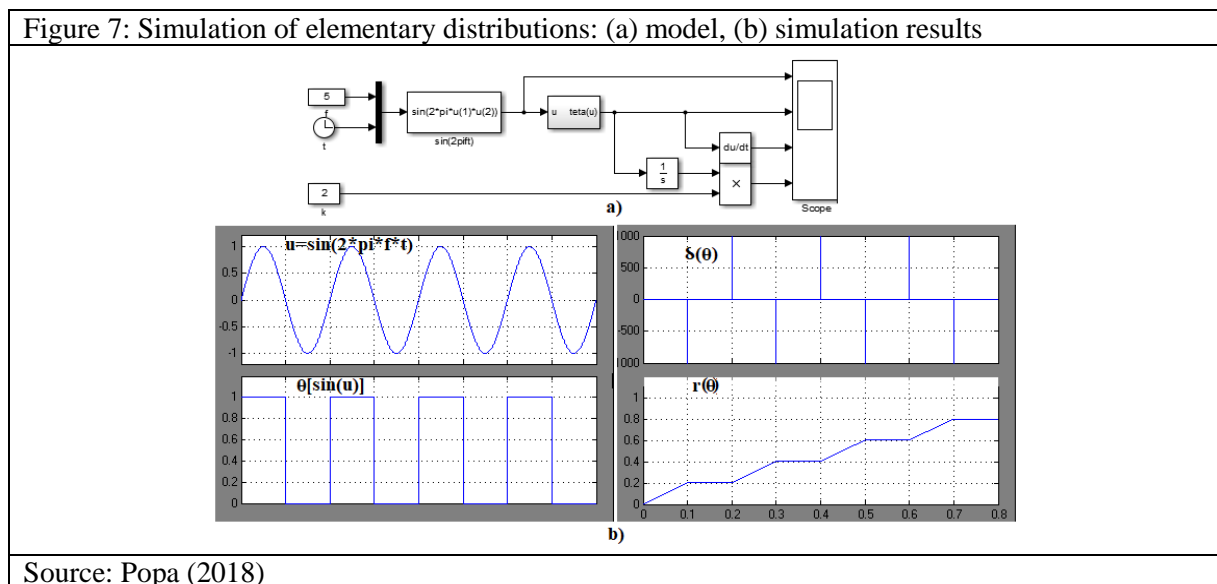 Figure 7: Simulation of elementary distributions: (a) model, (b) simulation results
5
f
t
sin(2*pi*u(1)*u(2))
sin(2pift)
u teta(u)
du/dt
1
s
×
2
k
Scope
a)
u=sin(2*pi*f*t)
1
0.5
0
-0.5
-1
δ(θ)
1000
500
0
-500
1000
θ[sin(u)]
1
0.8
0.6
0.4
0.2
0
r(θ)
1
0.8
0.6
0.4
0.2
0
0 0.1 0.2 0.3 0.4 0.5 0.6 0.7 0.8
b)
Source: Popa (2018)